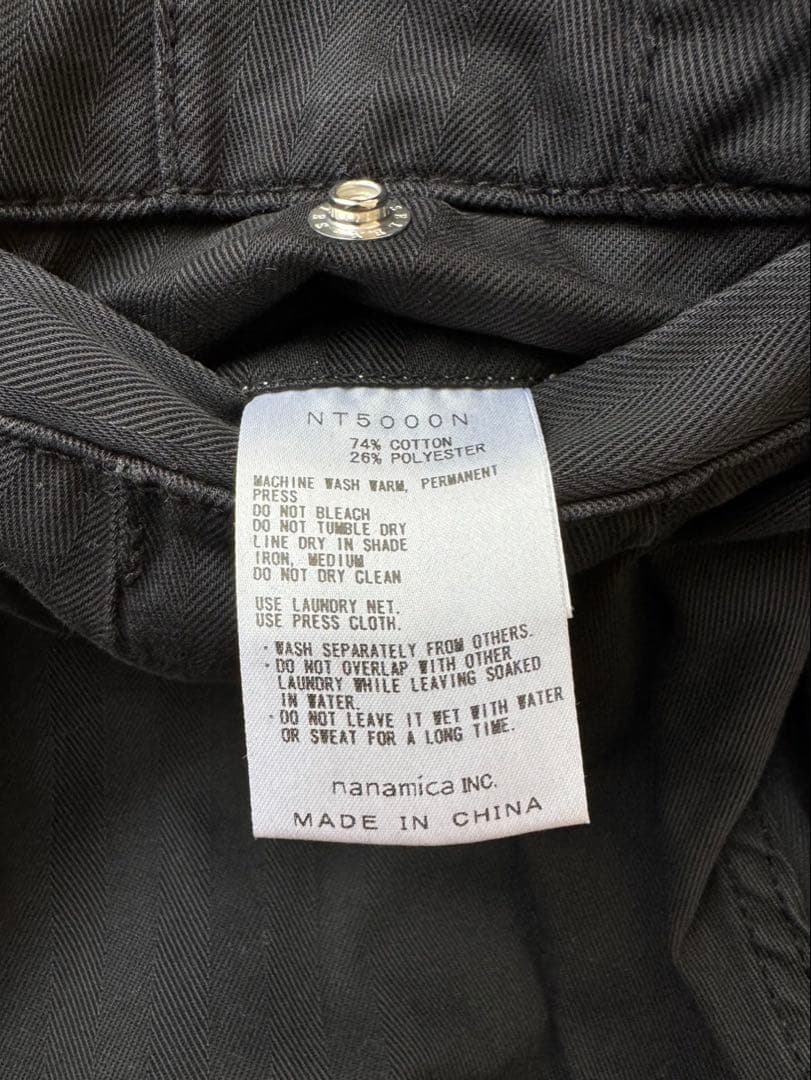 NT5000N
74% COTTON
26% POLYESTER
MACHINE WASH WARM, PERMANENT
PRESS
DO NOT BLEACH
DO NOT TUMBLE DRY
LINE DRY IN SHADE
IRON, MEDIUM
DO NOT DRY CLEAN
USE LAUNDRY NET.
USE PRESS CLOTH.
・WASH SEPARATELY FROM OTHERS.
・DO NOT OVERLAP WITH OTHER
LAUNDRY WHILE LEAVING SOAKED
IN WATER.
・DO NOT LEAVE IT WET WITH WATER
OR SWEAT FOR A LONG TIME.
nanamica INC.
MADE IN CHINA